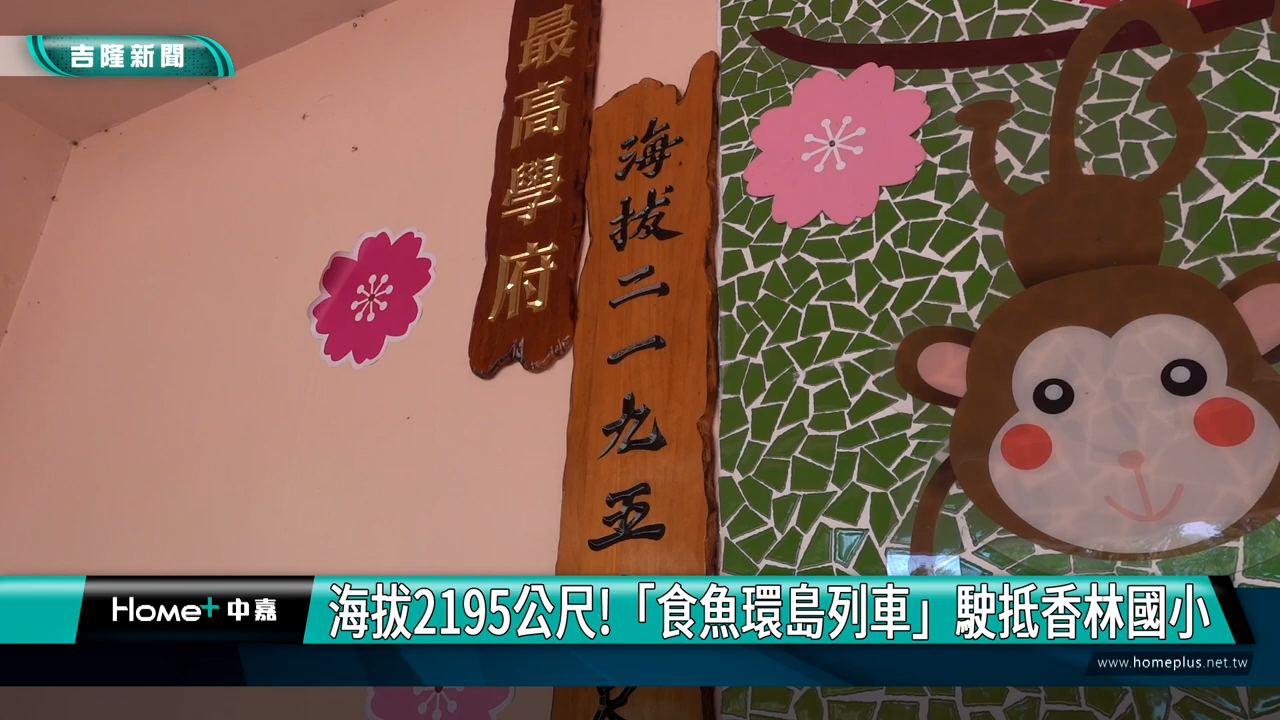 吉隆新聞
最高學府
海拔二一九五
Home+中嘉
海拔2195公尺!「食魚環島列車」駛抵香林國小
www.homeplus.net.tw